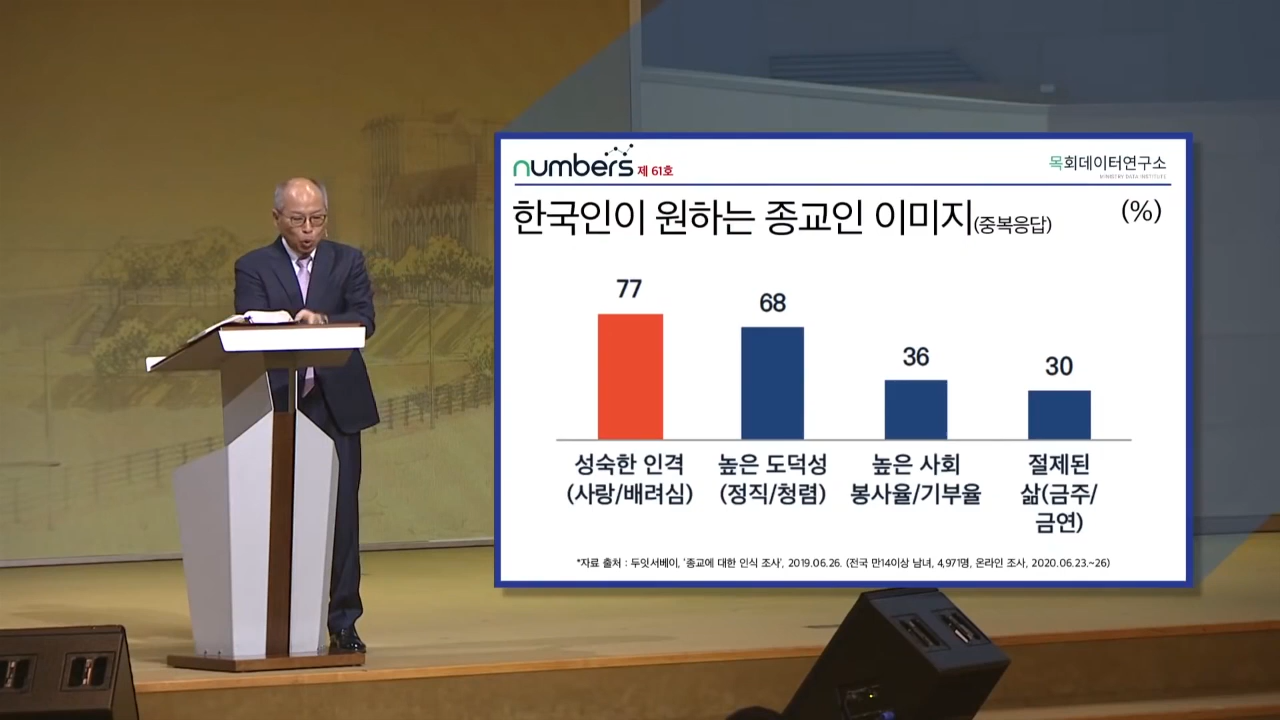 numbers 제 61호
목회데이터연구소
MINISTRY DATA INSTITUTE
한국인이 원하는 종교인 이미지(중복응답) (%)
77
68
36
30
성숙한 인격
(사랑/배려심)
높은 도덕성
(정직/청렴)
높은 사회
봉사율/기부율
절제된
삶(금주/
금연)
*자료 출처 : 두잇서베이, '종교에 대한 인식 조사', 2019.06.26. (전국 만14이상 남녀, 4,971명, 온라인 조사, 2020.06.23.~26)